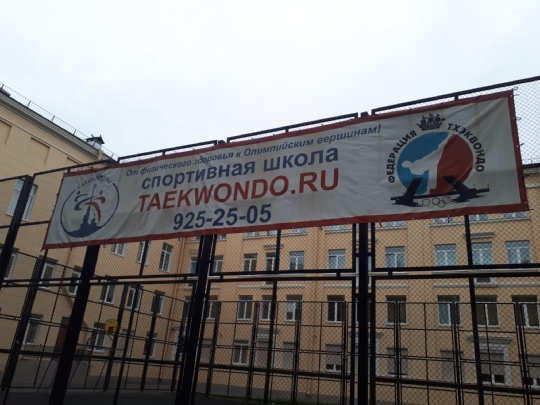 От физического здоровья к Олимпийским вершинам!
СПОРТИВНАЯ ШКОЛА
TAEKWONDO.RU
925-25-05
ФЕДЕРАЦИЯ ТХЭКВОНДО